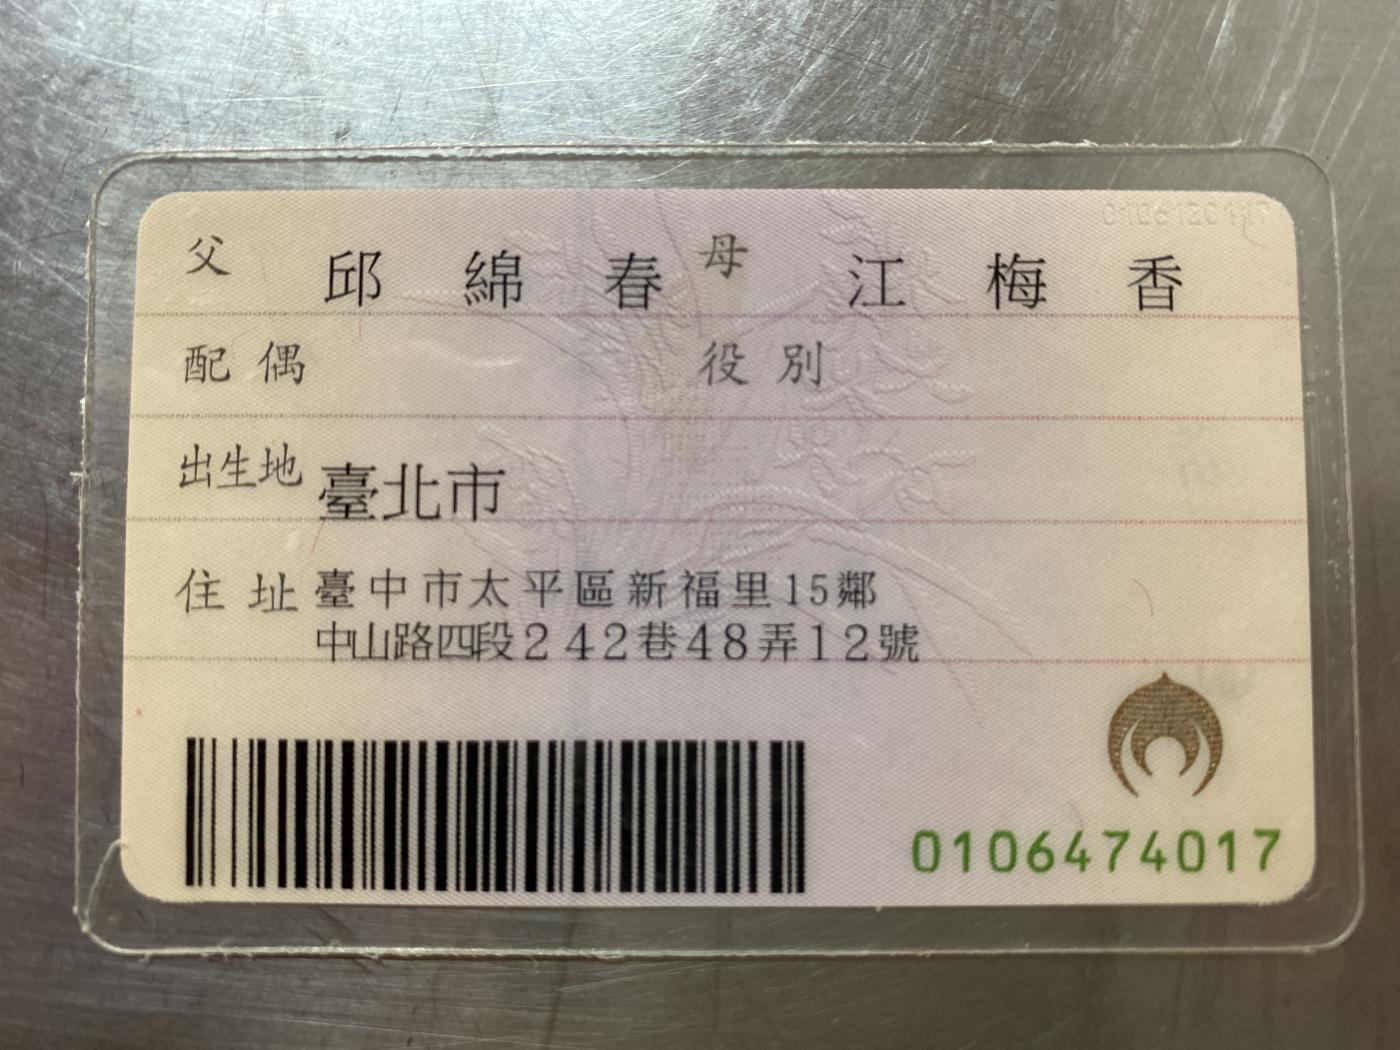 父 邱綿春 母 江梅香
配偶 役別
出生地 臺北市
住址 臺中市太平區新福里15鄰
中山路四段242巷48弄12號
0106474017